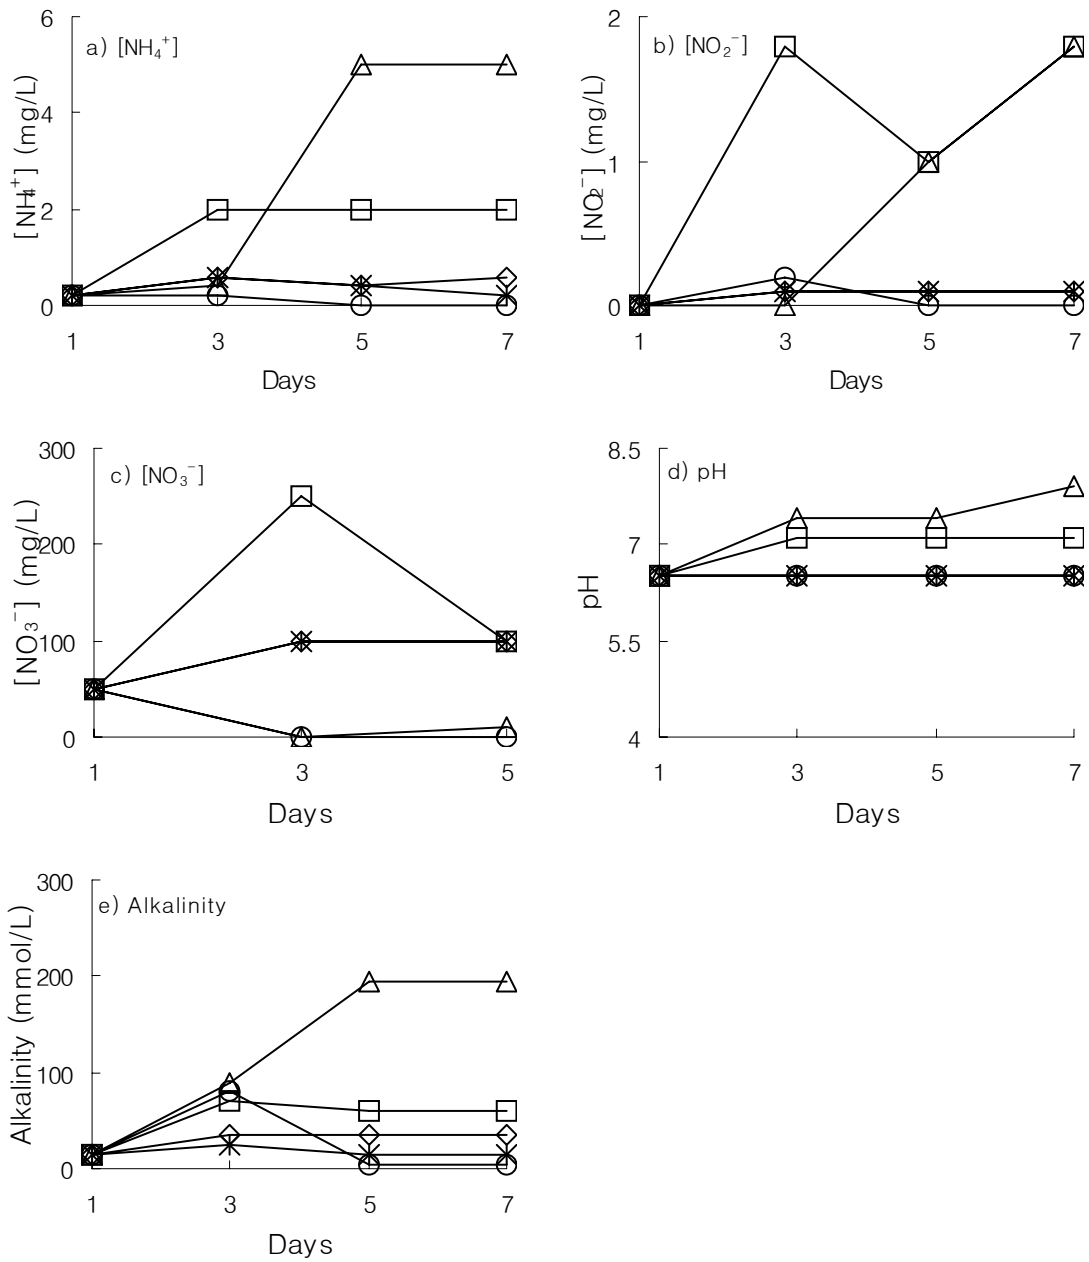 a) [NH₄⁺]
[NH₄⁺] (mg/L)
6
4
2
0
1 3 5 7
Days
b) [NO₂⁻]
[NO₂⁻] (mg/L)
2
1
0
1 3 5 7
Days
c) [NO₃⁻]
[NO₃⁻] (mg/L)
300
200
100
0
1 3 5
Days
d) pH
pH
8.5
7
5.5
4
1 3 5 7
Days
e) Alkalinity
Alkalinity (mmol/L)
300
200
100
0
1 3 5 7
Days